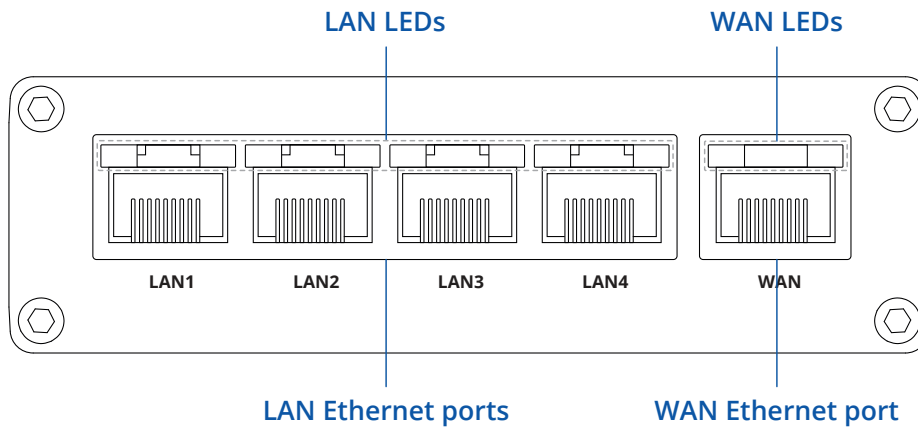 LAN LEDs
WAN LEDs
LAN1
LAN2
LAN3
LAN4
WAN
LAN Ethernet ports
WAN Ethernet port